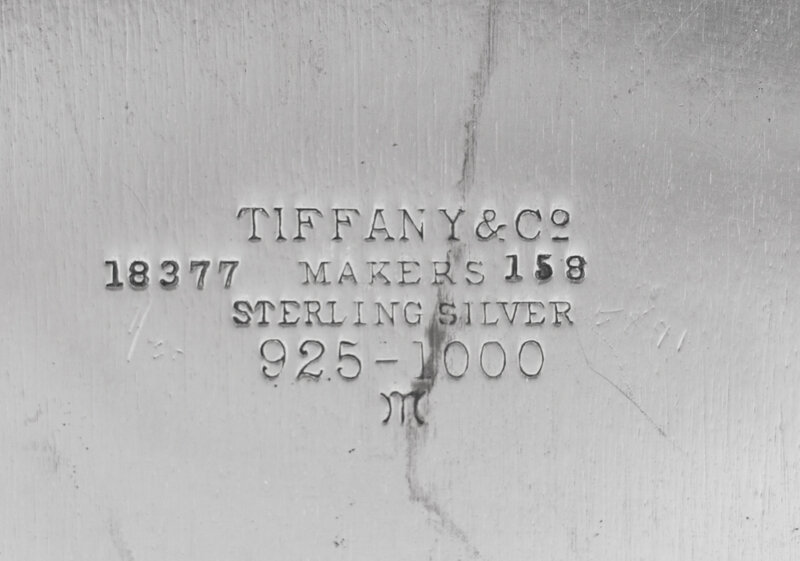 TIFFANY & Cº
18377 MAKERS 158
STERLING SILVER
925-1000
M